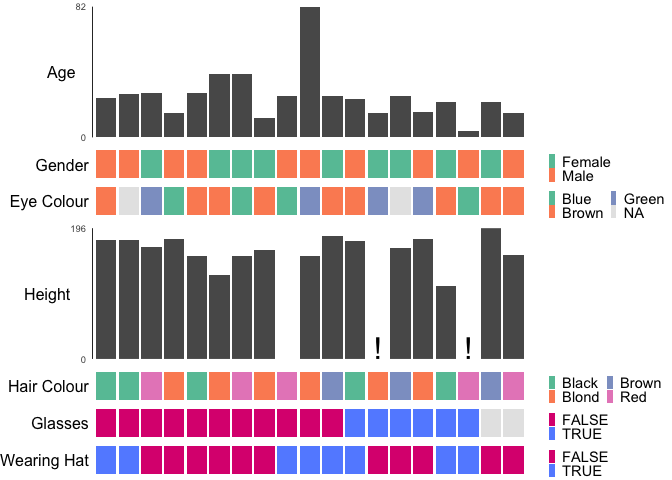 82
Age
0
Gender
Female
Male
Eye Colour
Blue
Green
Brown
NA
196
Height
! !
0
Hair Colour
Black
Brown
Blond
Red
Glasses
FALSE
TRUE
Wearing Hat
FALSE
TRUE